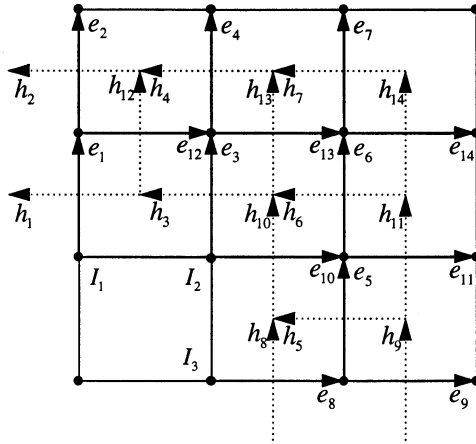 e₂ e₄ e₇
h₂ h₁₂ h₄ h₁₃ h₇ h₁₄
e₁ e₁₂ e₃ e₁₃ e₆ e₁₄
h₁ h₃ h₁₀ h₆ h₁₁
I₁ I₂ e₁₀ e₅ e₁₁
h₈ h₅ h₉
I₃ e₈ e₉